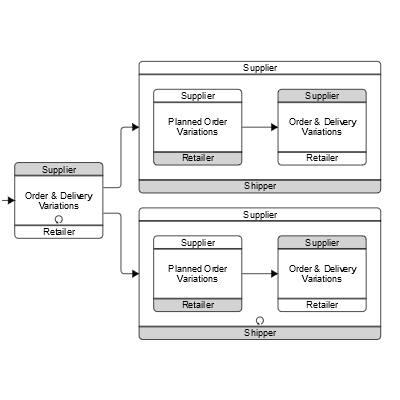 Supplier
Order & Delivery
Variations
Retailer
Supplier
Supplier
Planned Order
Variations
Retailer
Supplier
Order & Delivery
Variations
Retailer
Shipper
Supplier
Supplier
Planned Order
Variations
Retailer
Supplier
Order & Delivery
Variations
Retailer
Shipper